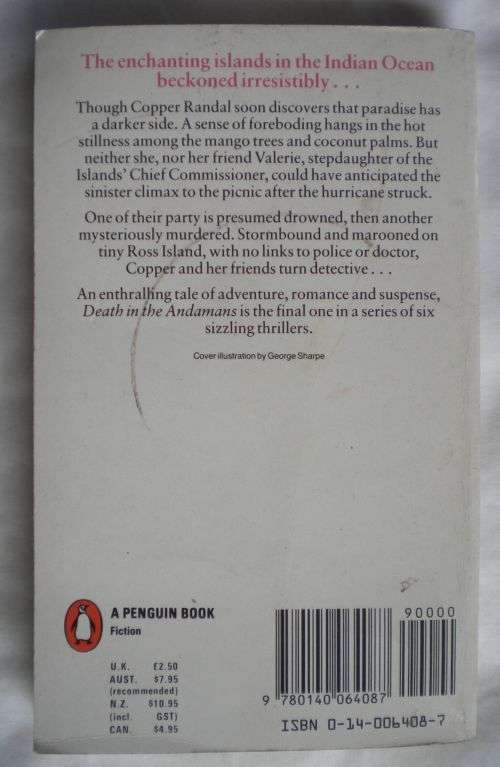 The enchanting islands in the Indian Ocean
beckoned irresistibly . . .
Though Copper Randal soon discovers that paradise has
a darker side. A sense of foreboding hangs in the hot
stillness among the mango trees and coconut palms. But
neither she, nor her friend Valerie, stepdaughter of the
Islands' Chief Commissioner, could have anticipated the
sinister climax to the picnic after the hurricane struck.
One of their party is presumed drowned, then another
mysteriously murdered. Stormbound and marooned on
tiny Ross Island, with no links to police or doctor,
Copper and her friends turn detective . . .
An enthralling tale of adventure, romance and suspense,
Death in the Andamans is the final one in a series of six
sizzling thrillers.
Cover illustration by George Sharpe
A PENGUIN BOOK
Fiction
U.K. £2.50
AUST. $7.95
(recommended)
N.Z. $10.95
(incl. GST)
CAN. $4.95
90000
9 780140 064087
ISBN 0-14-006408-7